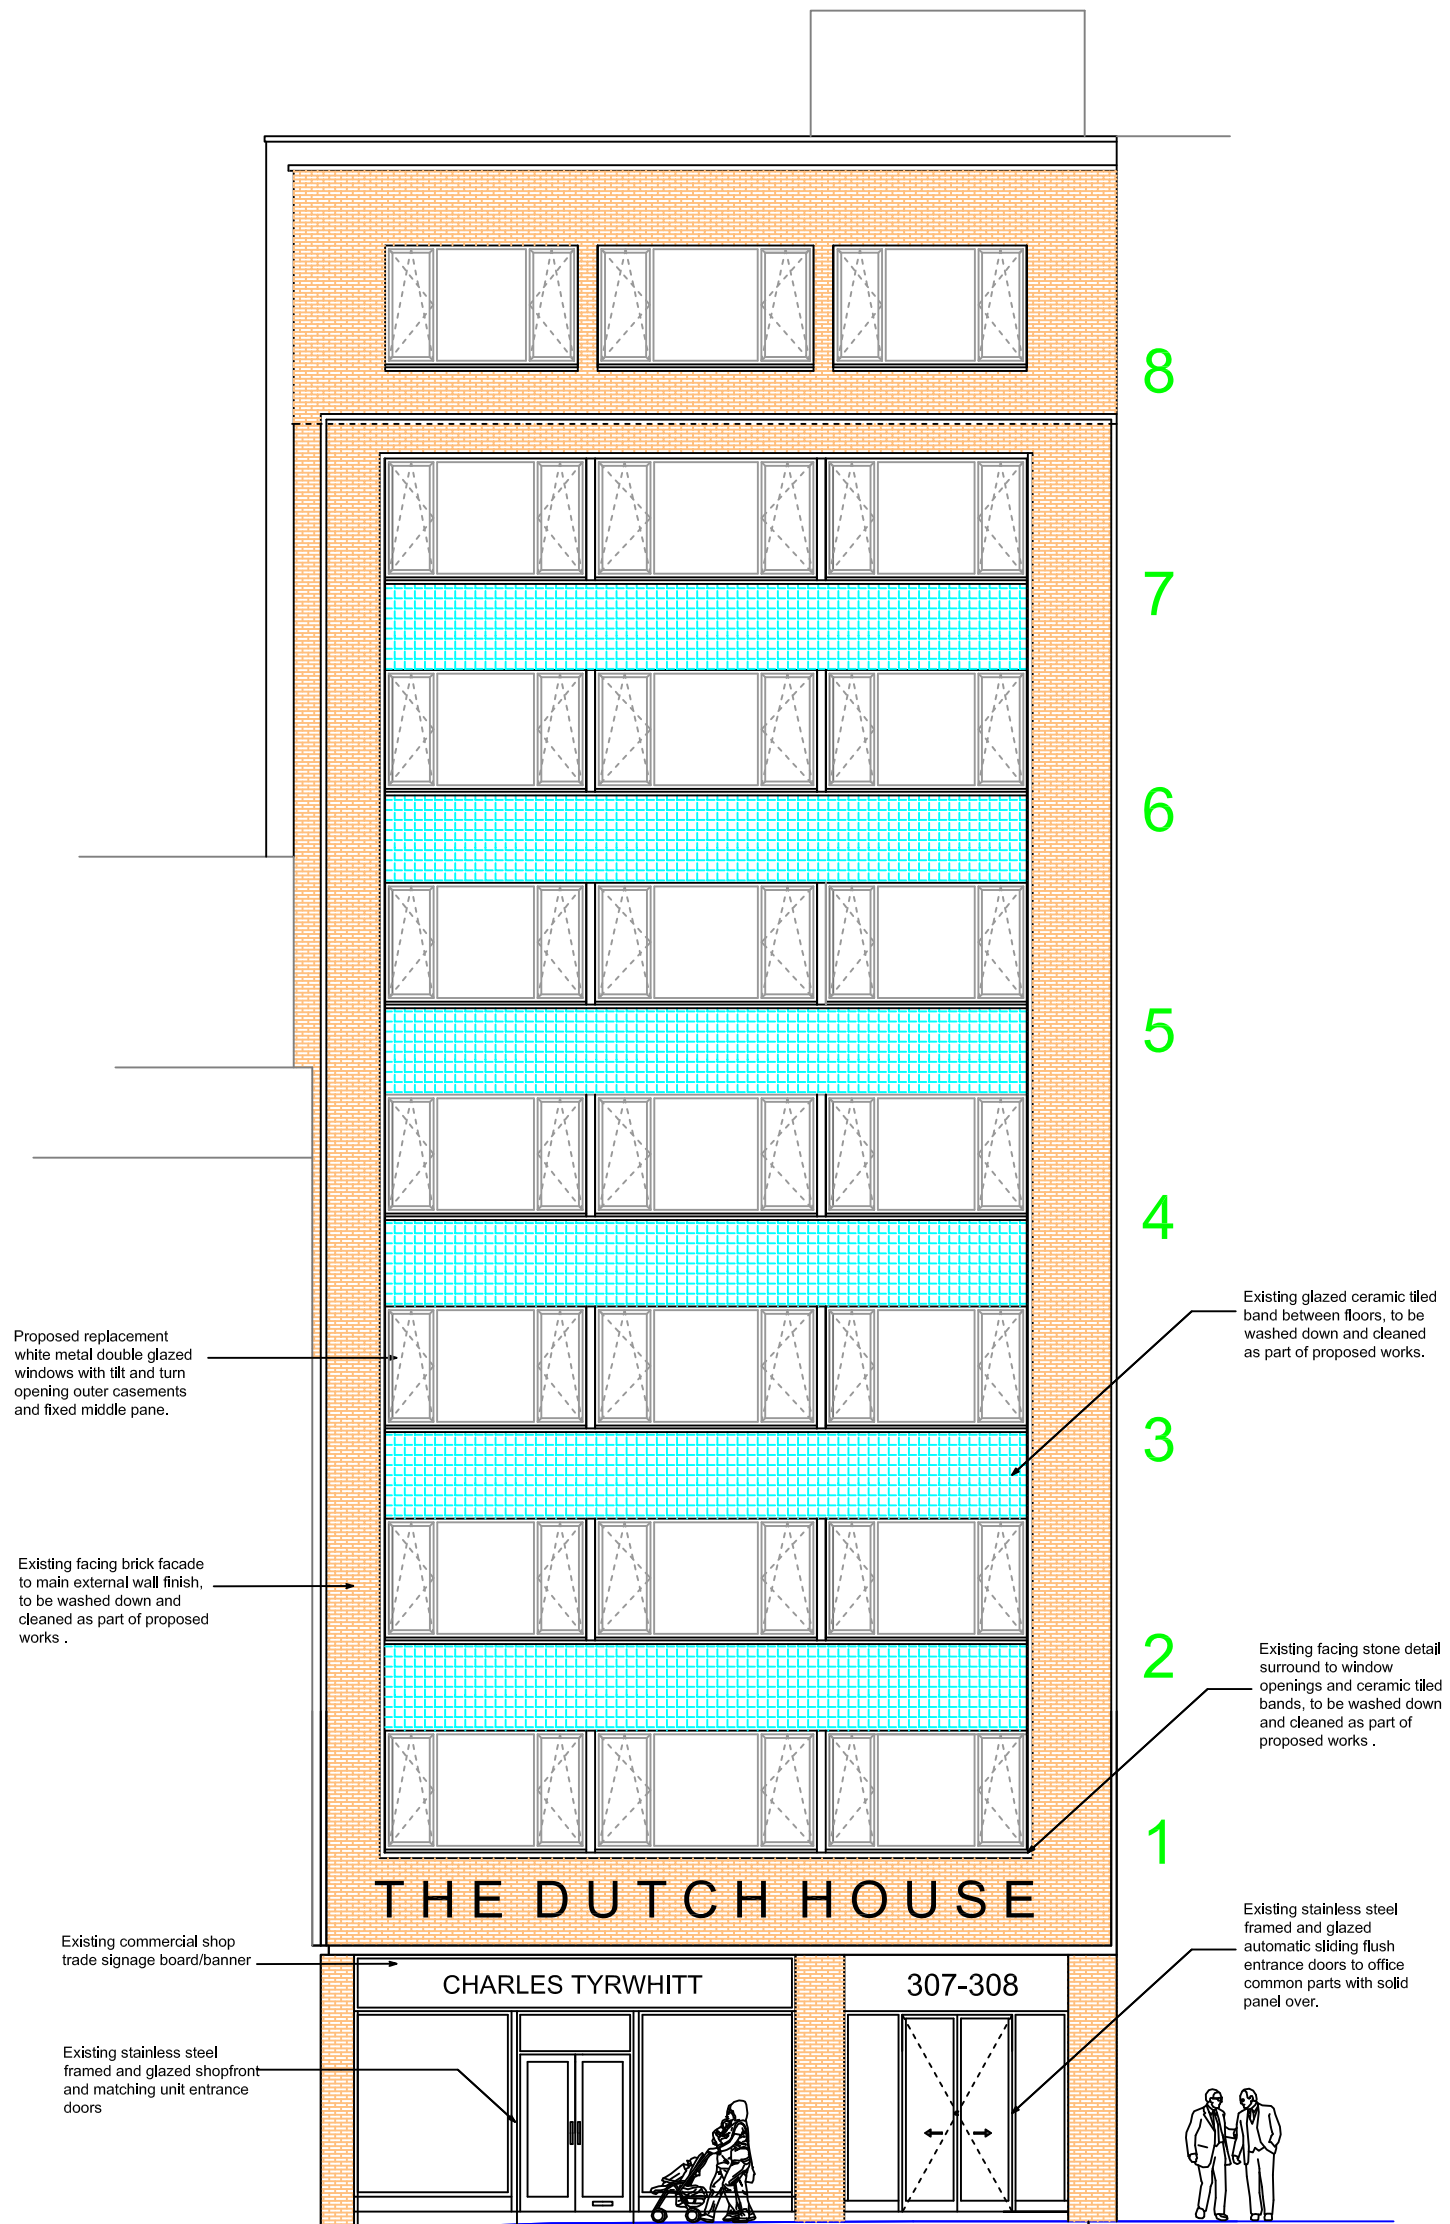 8
7
6
5
4
Existing glazed ceramic tiled
band between floors, to be
washed down and cleaned
as part of proposed works.
Proposed replacement
white metal double glazed
windows with tilt and turn
opening outer casements
and fixed middle pane.
3
Existing facing brick facade
to main external wall finish,
to be washed down and
cleaned as part of proposed
works .
2
Existing facing stone detail
surround to window
openings and ceramic tiled
bands, to be washed down
and cleaned as part of
proposed works .
1
THE DUTCH HOUSE
Existing stainless steel
framed and glazed
automatic sliding flush
entrance doors to office
common parts with solid
panel over.
Existing commercial shop
trade signage board/banner
CHARLES TYRWHITT
307-308
Existing stainless steel
framed and glazed shopfront
and matching unit entrance
doors